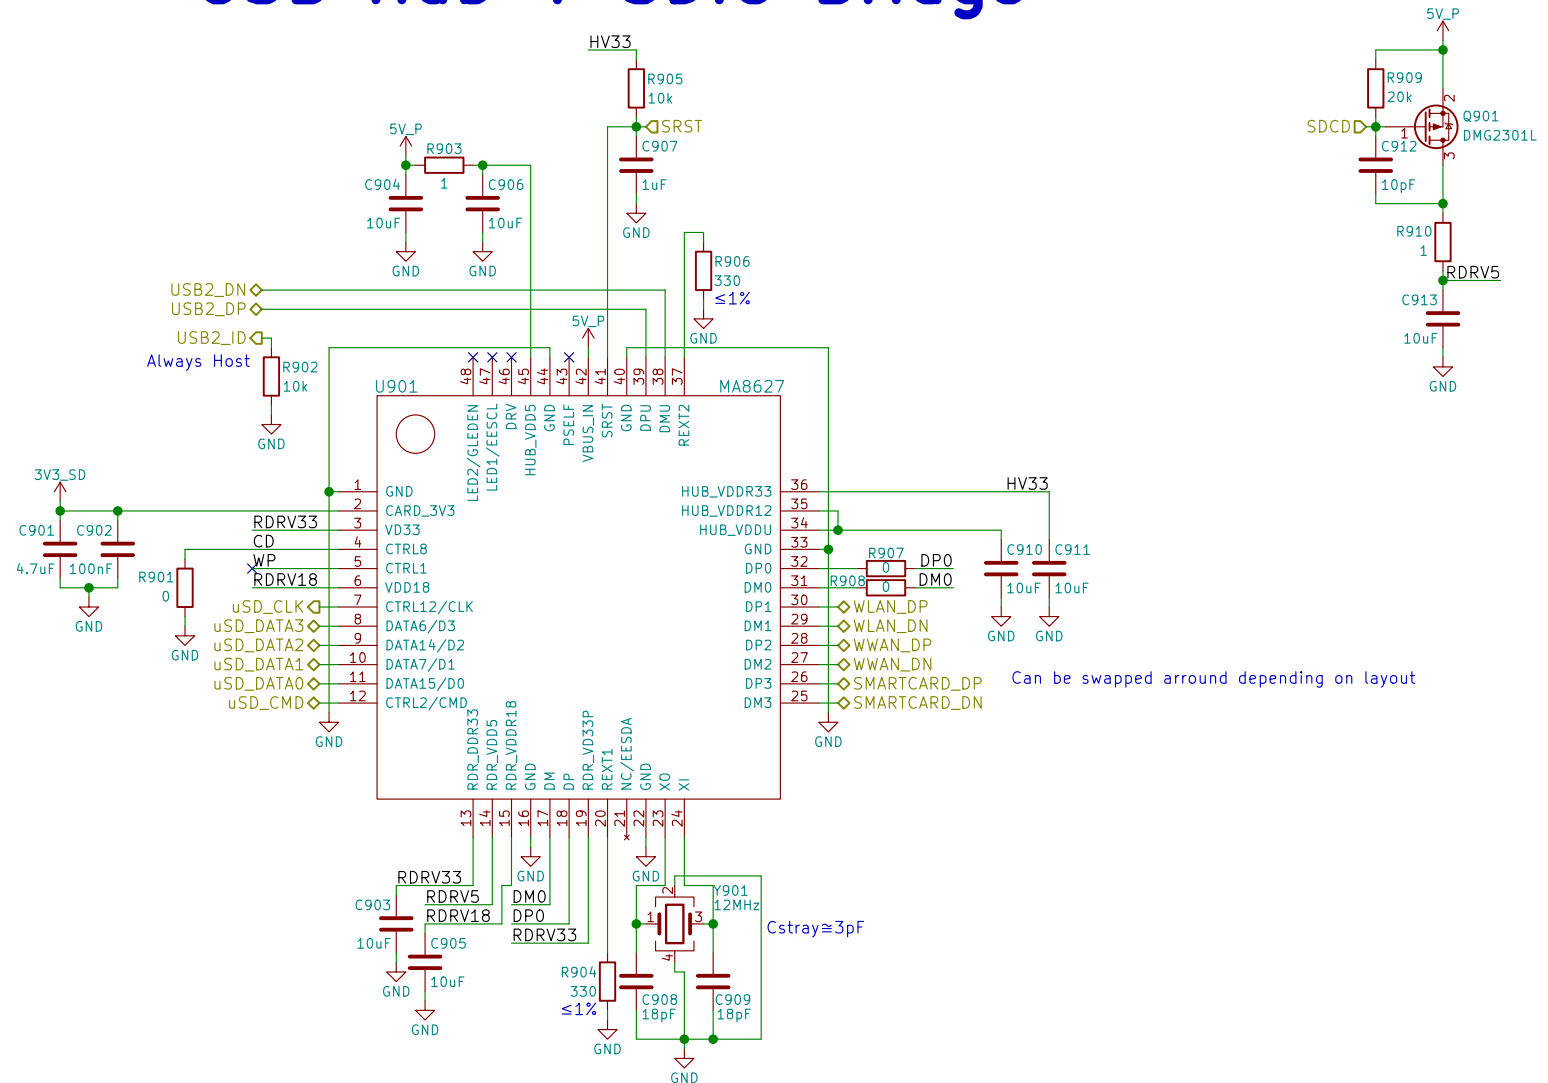 USB Hub + SDIO Bridge
HV33
R905
10k
SRST
C907
1uF
GND
5V_P
R903
1
C904
10uF
GND
C906
10uF
GND
R906
330
≤1%
GND
5V_P
R909
20k
SDCD
C912
10pF
1
2
3
Q901
DMG2301L
R910
1
RDRV5
C913
10uF
GND
USB2_DN
USB2_DP
USB2_ID
Always Host
R902
10k
GND
5V_P
U901
MA8627
48
47
46
45
44
43
42
41
40
39
38
37
LED2/GLEDEN
LED1/EESCL
DRV
HUB_VDD5
GND
PSELF
VBUS_IN
SRST
GND
DPU
DMU
REXT2
3V3_SD
C901
4.7uF
C902
100nF
GND
R901
0
GND
RDRV33
CD
WP
RDRV18
uSD_CLK
uSD_DATA3
uSD_DATA2
uSD_DATA1
uSD_DATA0
uSD_CMD
GND
1 GND
2 CARD_3V3
3 VD33
4 CTRL8
5 CTRL1
6 VDD18
7 CTRL12/CLK
8 DATA6/D3
9 DATA14/D2
10 DATA7/D1
11 DATA15/D0
12 CTRL2/CMD
HUB_VDDR33 36
HUB_VDDR12 35
HUB_VDDU 34
GND 33
DP0 32
DM0 31
DP1 30
DM1 29
DP2 28
DM2 27
DP3 26
DM3 25
HV33
R907
0
DP0
R908
0
DM0
WLAN_DP
WLAN_DN
WWAN_DP
WWAN_DN
SMARTCARD_DP
SMARTCARD_DN
GND
C910
10uF
GND
C911
10uF
GND
Can be swapped arround depending on layout
RDR_DDR33
RDR_VDD5
RDR_VDDR18
GND
DM
DP
RDR_VD33P
REXT1
NC/EESDA
GND
XO
XI
13
14
15
16
17
18
19
20
21
22
23
24
GND
GND
RDRV33
RDRV5
RDRV18
DM0
DP0
RDRV33
C903
10uF
GND
C905
10uF
GND
R904
330
≤1%
GND
Y901
12MHz
1
2
3
4
Cstray≅3pF
C908
18pF
C909
18pF
GND